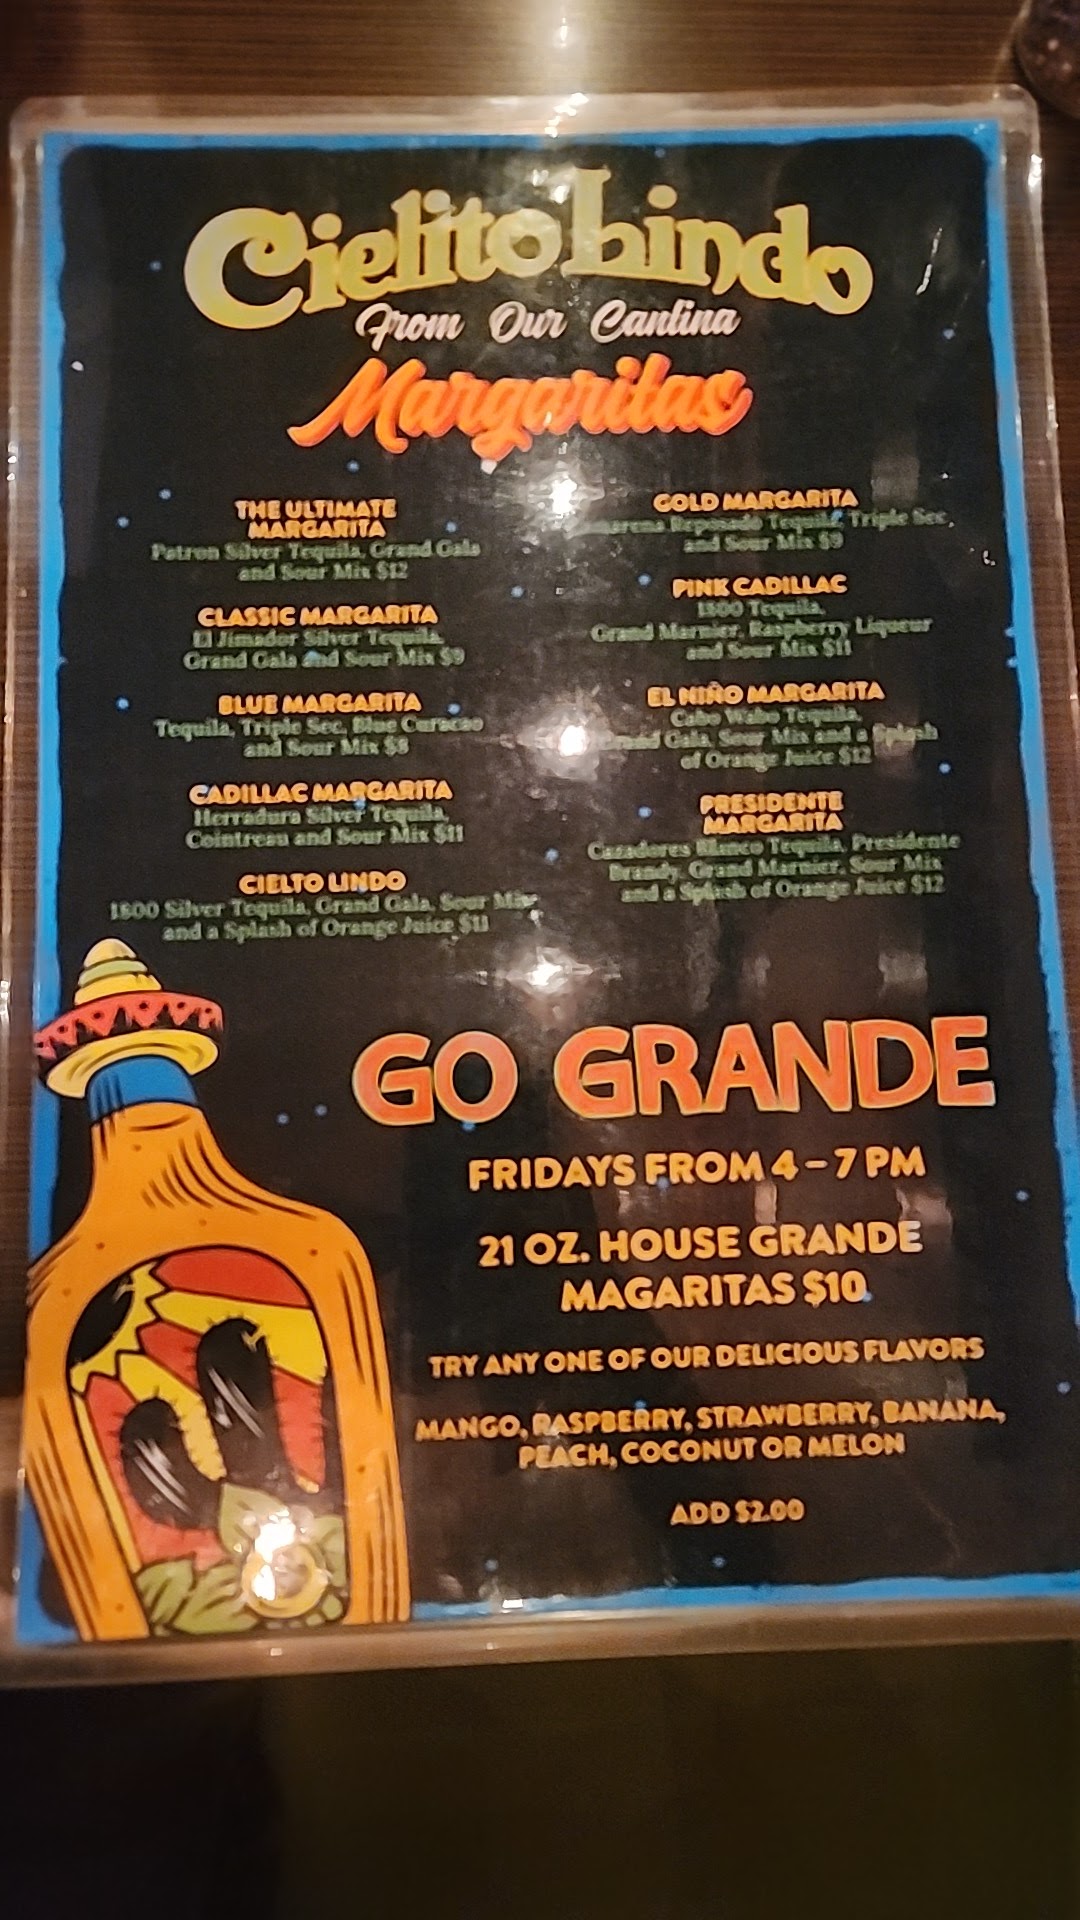 Cielito Lindo
From Our Cantina
Margaritas
THE ULTIMATE
MARGARITA
Patron Silver Tequila, Grand Gala
and Sour Mix $12
CLASSIC MARGARITA
El Jimador Silver Tequila,
Grand Gala and Sour Mix $9
BLUE MARGARITA
Tequila, Triple Sec, Blue Curacao
and Sour Mix $8
CADILLAC MARGARITA
Herradura Silver Tequila,
Cointreau and Sour Mix $11
CIELTO LINDO
1800 Silver Tequila, Grand Gala, Sour Mix
and a Splash of Orange Juice $11
GOLD MARGARITA
Reposado Tequila, Triple Sec,
and Sour Mix $9
PINK CADILLAC
1800 Tequila,
Grand Marnier, Raspberry Liqueur
and Sour Mix $11
EL NIÑO MARGARITA
Cabo Wabo Tequila,
Grand Gala, Sour Mix and a Splash
of Orange Juice $12
PRESIDENTE
MARGARITA
Cazadores Blanco Tequila, Presidente
Brandy, Grand Marnier, Sour Mix
and a Splash of Orange Juice $12
GO GRANDE
FRIDAYS FROM 4 - 7 PM
21 OZ. HOUSE GRANDE
MAGARITAS $10
TRY ANY ONE OF OUR DELICIOUS FLAVORS
MANGO, RASPBERRY, STRAWBERRY, BANANA,
PEACH, COCONUT OR MELON
ADD $2.00